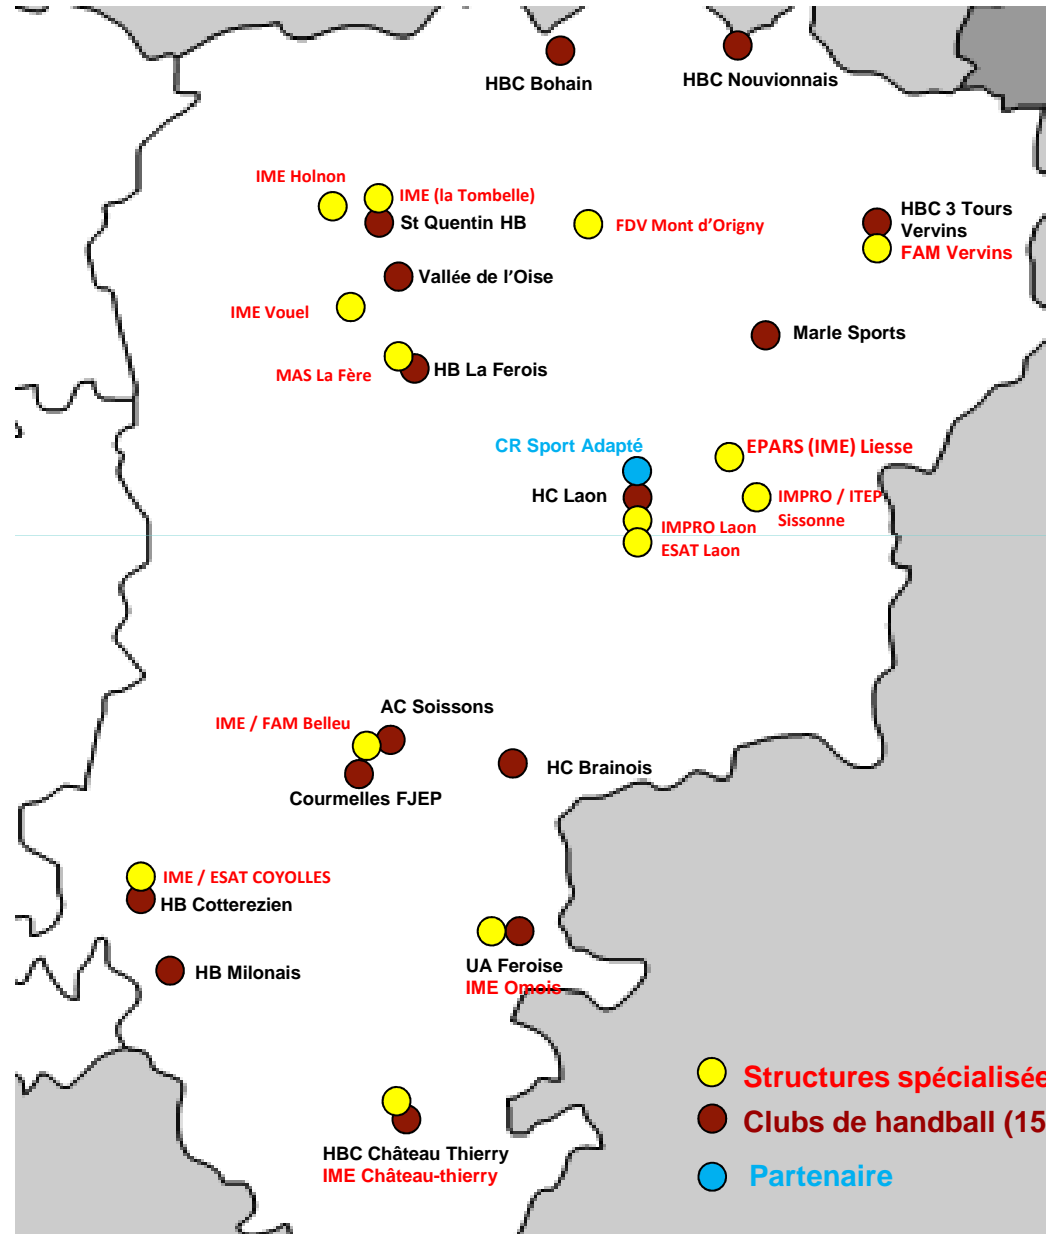 HBC Bohain
HBC Nouvionnais
IME Holnon
IME (la Tombelle)
St Quentin HB
FDV Mont d’Origny
HBC 3 Tours
Vervins
FAM Vervins
Vallée de l’Oise
IME Vouel
Marle Sports
MAS La Fère
HB La Ferois
CR Sport Adapté
EPARS (IME) Liesse
HC Laon
IMPRO / ITEP
Sissonne
IMPRO Laon
ESAT Laon
AC Soissons
IME / FAM Belleu
HC Brainois
Courmelles FJEP
IME / ESAT COYOLLES
HB Cotterezien
UA Feroise
IME Omois
HB Milonais
Structures spécialisée
Clubs de handball (15
HBC Château Thierry
IME Château-thierry
Partenaire